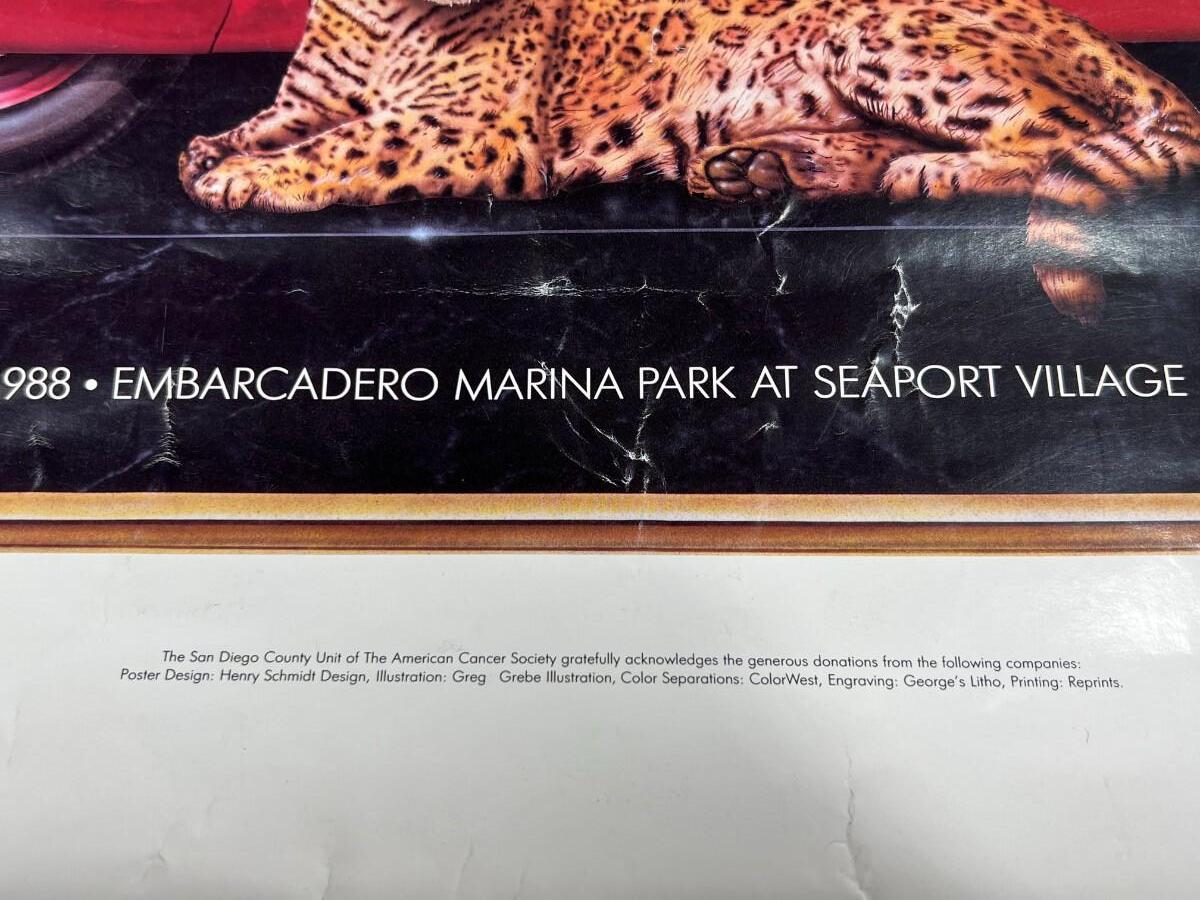 988 • EMBARCADERO MARINA PARK AT SEAPORT VILLAGE
The San Diego County Unit of The American Cancer Society gratefully acknowledges the generous donations from the following companies:
Poster Design: Henry Schmidt Design, Illustration: Greg Grebe Illustration, Color Separations: ColorWest, Engraving: George's Litho, Printing: Reprints.